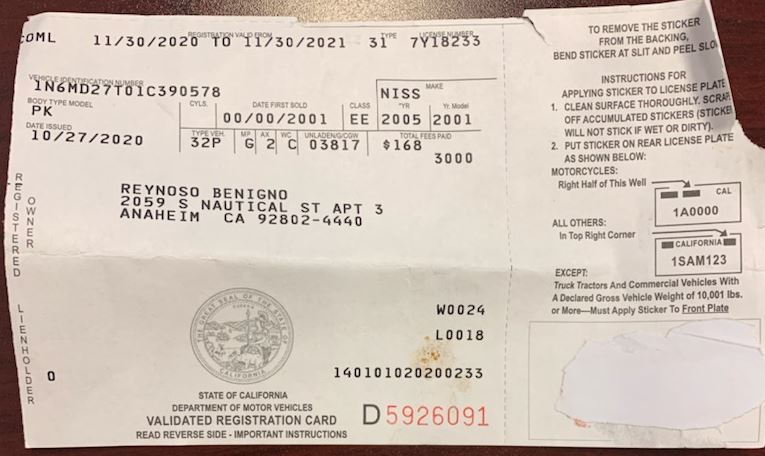 COML 11/30/2020 REGISTRATION VALID FROM TO 11/30/2021 TYPE 31 LICENSE NUMBER 7Y18233
VEHICLE IDENTIFICATION NUMBER
1N6MD27T01C390578
MAKE
NISS
BODY TYPE MODEL
PK
CYLS.
DATE FIRST SOLD
00/00/2001
CLASS
EE
*YR
2005
Yr. Model
2001
DATE ISSUED
10/27/2020
TYPE VEH.
32P
MP
G
AX
2
WC
C
UNLADEN/G/CGW
03817
TOTAL FEES PAID
$168
3000
REGISTERED OWNER
REYNOSO BENIGNO
2059 S NAUTICAL ST APT 3
ANAHEIM CA 92802-4440
LIENHOLDER
0
THE GREAT SEAL OF THE STATE OF CALIFORNIA
W0024
L0018
140101020200233
STATE OF CALIFORNIA
DEPARTMENT OF MOTOR VEHICLES
VALIDATED REGISTRATION CARD
READ REVERSE SIDE - IMPORTANT INSTRUCTIONS
D5926091
TO REMOVE THE STICKER
FROM THE BACKING,
BEND STICKER AT SLIT AND PEEL
INSTRUCTIONS FOR
APPLYING STICKER TO LICENSE PLATE
1. CLEAN SURFACE THOROUGHLY. SCRAP
OFF ACCUMULATED STICKERS (STICKE
WILL NOT STICK IF WET OR DIRTY).
2. PUT STICKER ON REAR LICENSE PLATE
AS SHOWN BELOW:
MOTORCYCLES:
Right Half of This Well
CAL
1A0000
ALL OTHERS:
In Top Right Corner
CALIFORNIA
1SAM123
EXCEPT:
Truck Tractors and Commercial Vehicles With
A Declared Gross Vehicle Weight of 10,001 lbs.
or More—Must Apply Sticker To Front Plate